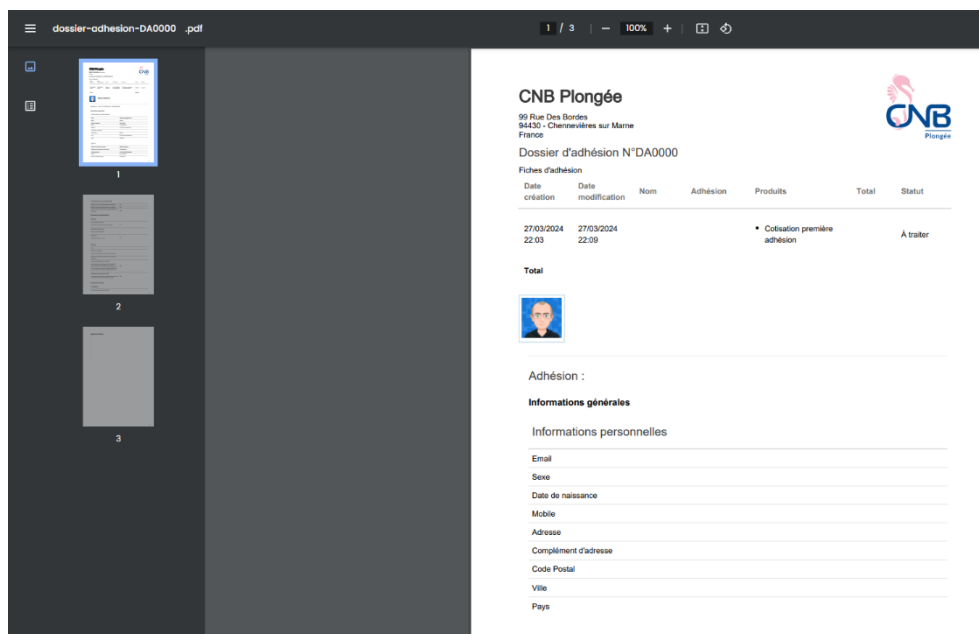 dossier-adhesion-DA0000 .pdf
1 / 3 | − 100% +
1
2
3
CNB Plongée
99 Rue Des Bordes
94430 - Chennevières sur Marne
France
CNB
Plongée
Dossier d'adhésion N°DA0000
Fiches d'adhésion
Date création Date modification Nom Adhésion Produits Total Statut
27/03/2024 27/03/2024 • Cotisation première À traiter
22:03 22:09 adhésion
Total
Adhésion :
Informations générales
Informations personnelles
Email
Sexe
Date de naissance
Mobile
Adresse
Complément d'adresse
Code Postal
Ville
Pays